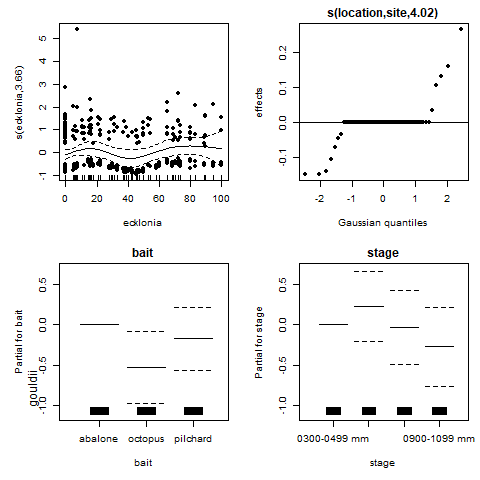 s(ecklonia,3.66)
-1 0 1 2 3 4 5
0 20 40 60 80 100
ecklonia
s(location,site,4.02)
effects
-0.1 0.0 0.1 0.2
-2 -1 0 1 2
Gaussian quantiles
bait
gouldii
Partial for bait
-1.0 -0.5 0.0 0.5
abalone octopus pilchard
bait
stage
Partial for stage
-1.0 -0.5 0.0 0.5
0300-0499 mm 0900-1099 mm
stage